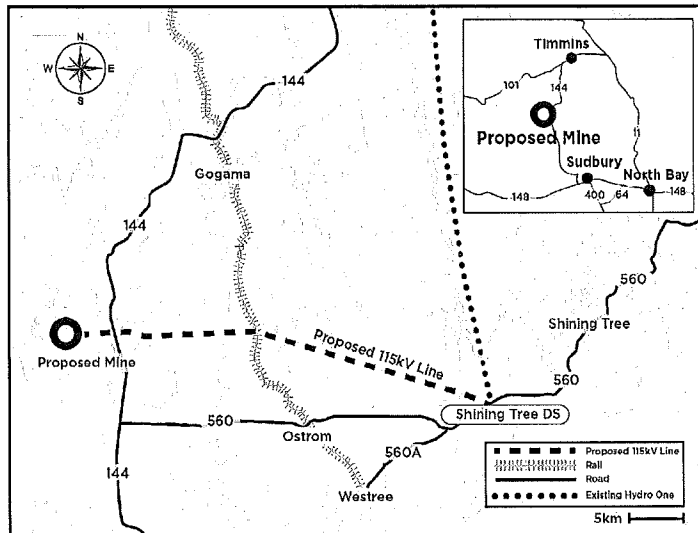 N
W
E
S
144
Gogama
144
Proposed Mine
Proposed 115kV Line
560
Ostrom
560A
Westree
144
Shining Tree DS
560
Shining Tree
560
Timmins
101
144
11
Proposed Mine
Sudbury
North Bay
148
400
64
148
Proposed 115kV Line
Rail
Road
Existing Hydro One
5km